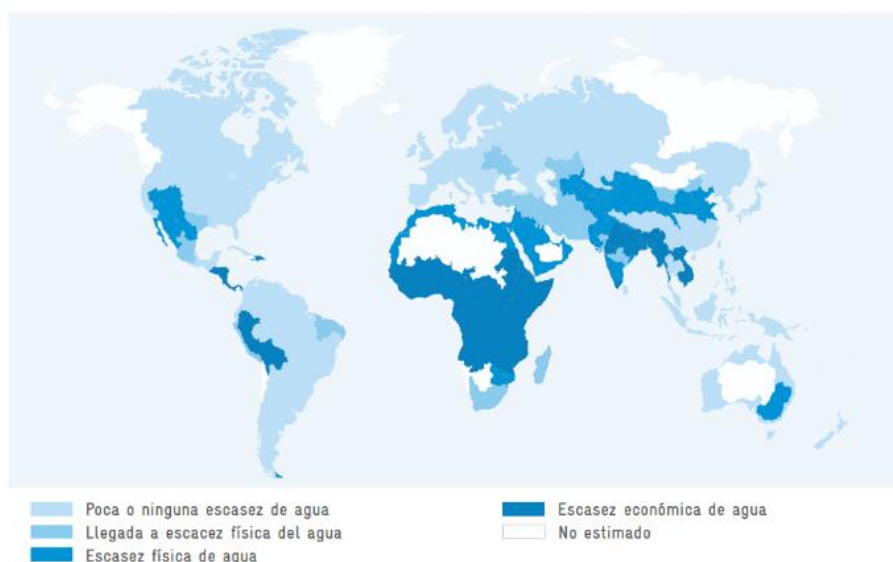 Poca o ninguna escasez de agua
Llegada a escacez física del agua
Escasez física de agua
Escasez económica de agua
No estimado